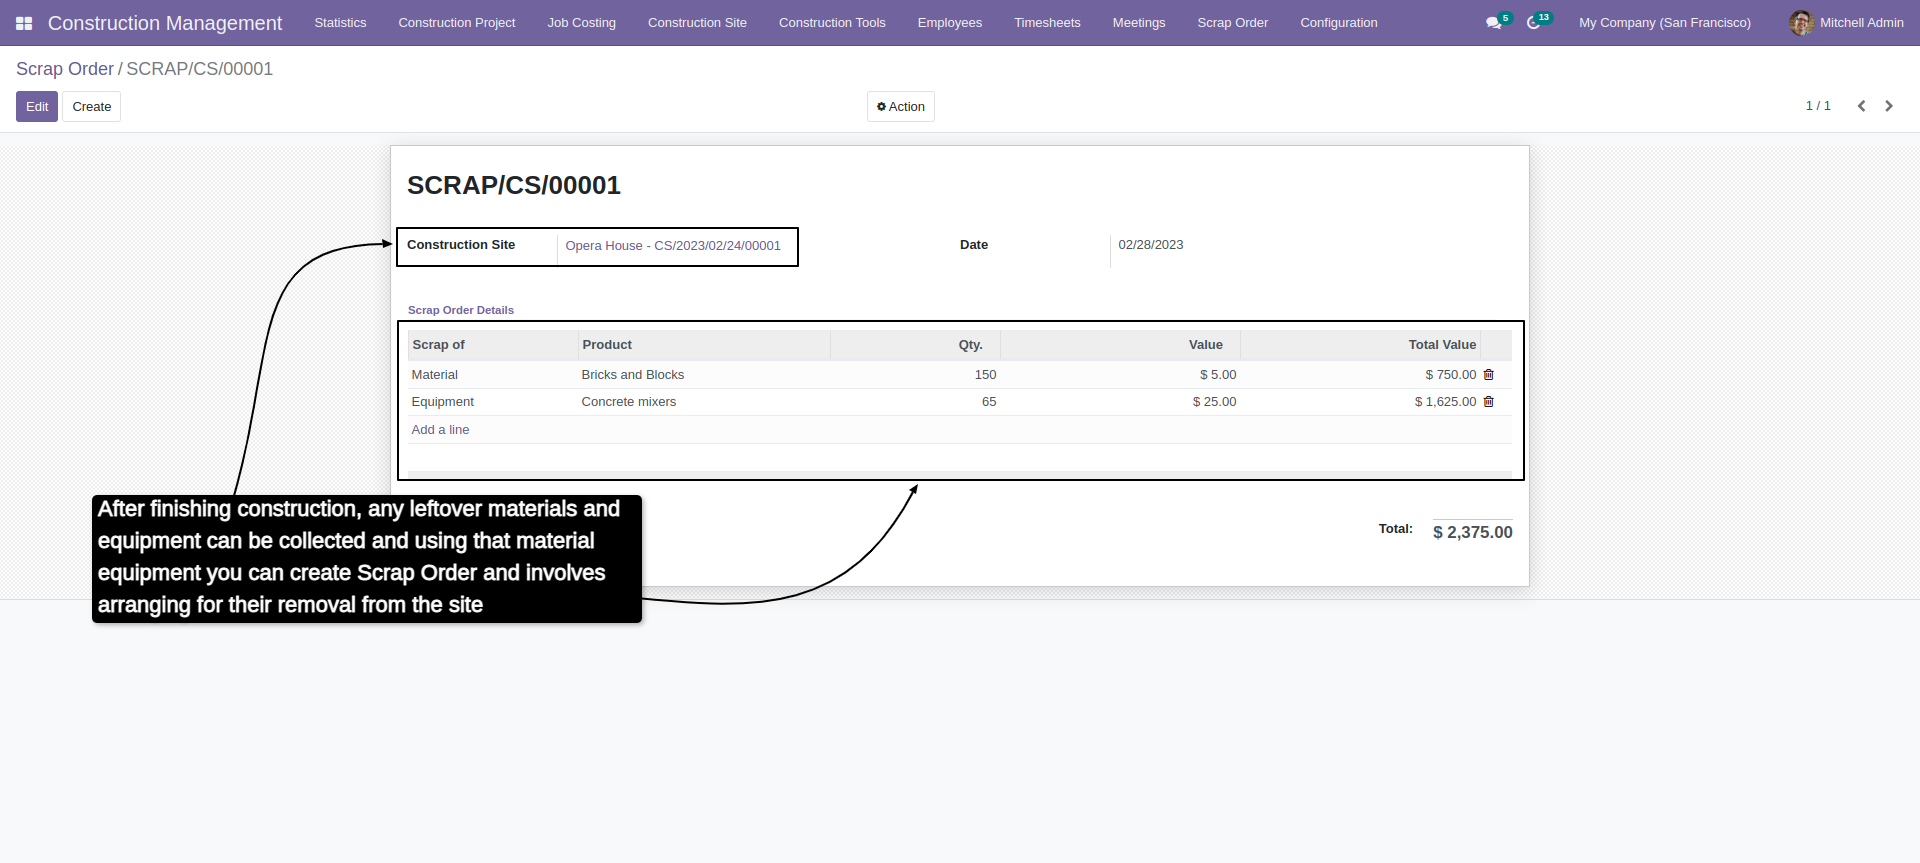 Construction Management Statistics Construction Project Job Costing Construction Site Construction Tools Employees Timesheets Meetings Scrap Order Configuration 5 13 My Company (San Francisco) Mitchell Admin
Scrap Order / SCRAP/CS/00001
Edit Create Action 1 / 1
SCRAP/CS/00001
Construction Site Opera House - CS/2023/02/24/00001 Date 02/28/2023
Scrap Order Details
Scrap of Product Qty. Value Total Value
Material Bricks and Blocks 150 $ 5.00 $ 750.00
Equipment Concrete mixers 65 $ 25.00 $ 1,625.00
Add a line
Total: $ 2,375.00
After finishing construction, any leftover materials and
equipment can be collected and using that material
equipment you can create Scrap Order and involves
arranging for their removal from the site